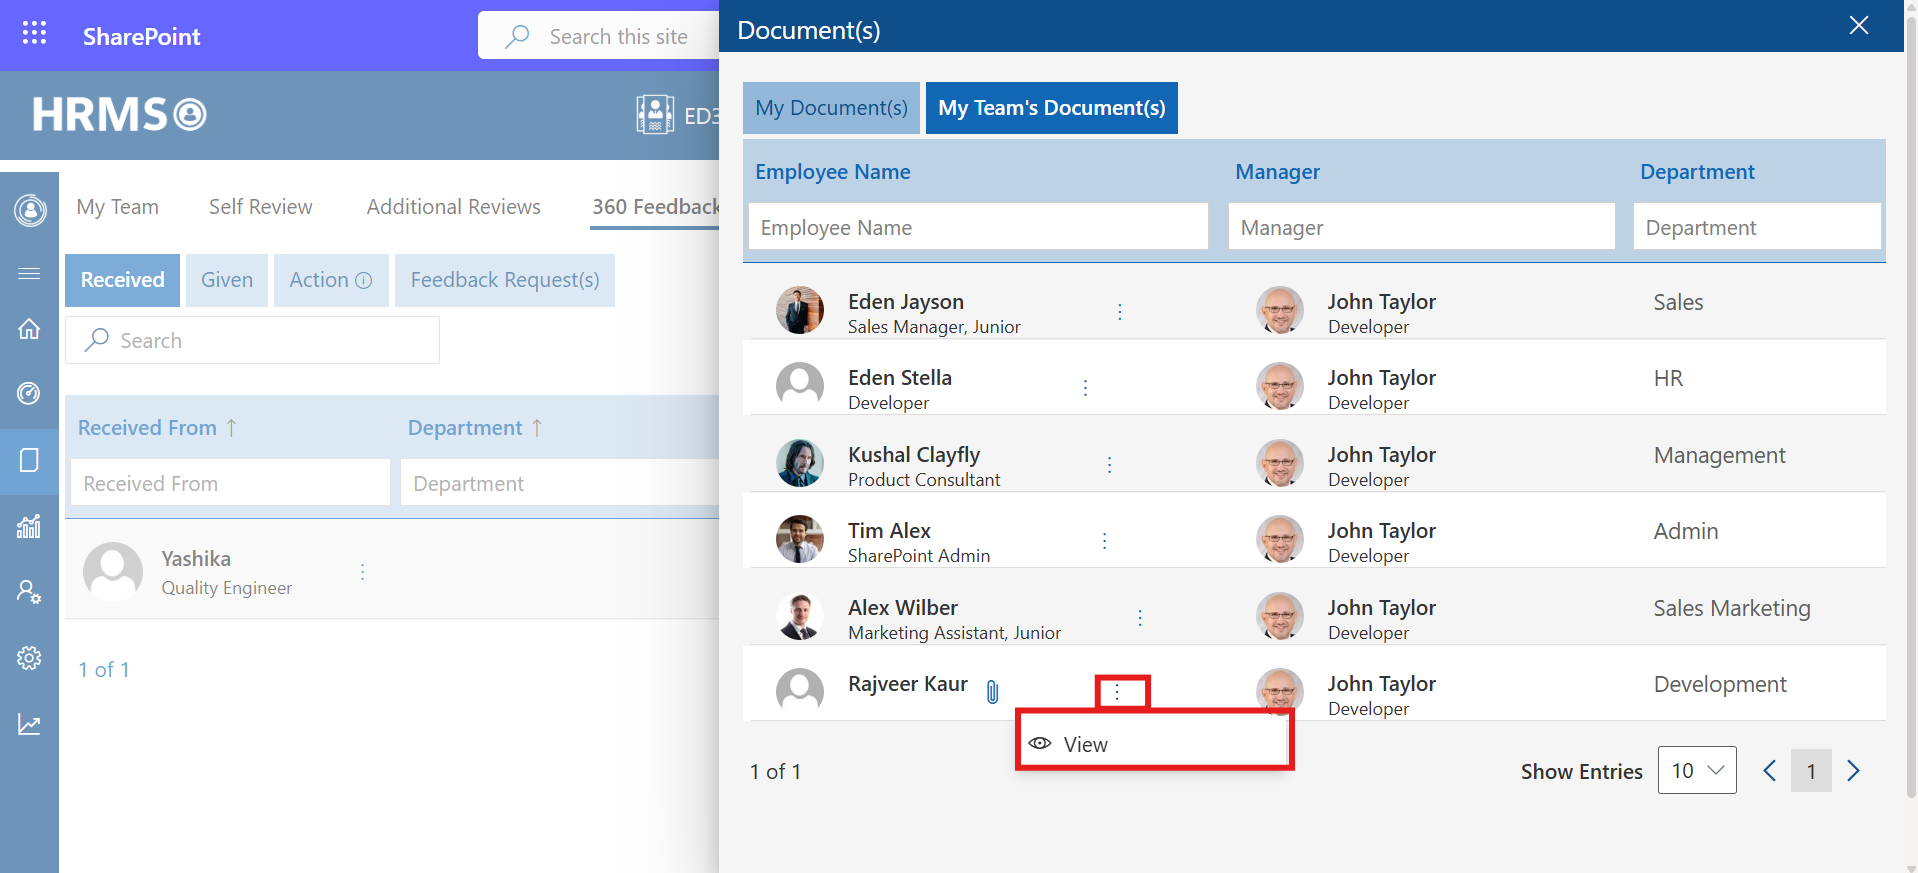 SharePoint
Search this site
HRMS
ED3
My Team
Self Review
Additional Reviews
360 Feedback
Received
Given
Action
Feedback Request(s)
Search
Received From ↑
Department ↑
Received From
Department
Yashika
Quality Engineer
1 of 1
Document(s)
My Document(s)
My Team's Document(s)
Employee Name
Manager
Department
Employee Name
Manager
Department
Eden Jayson
Sales Manager, Junior
John Taylor
Developer
Sales
Eden Stella
Developer
John Taylor
Developer
HR
Kushal Clayfly
Product Consultant
John Taylor
Developer
Management
Tim Alex
SharePoint Admin
John Taylor
Developer
Admin
Alex Wilber
Marketing Assistant, Junior
John Taylor
Developer
Sales Marketing
Rajveer Kaur
John Taylor
Developer
Development
View
1 of 1
Show Entries
10
1